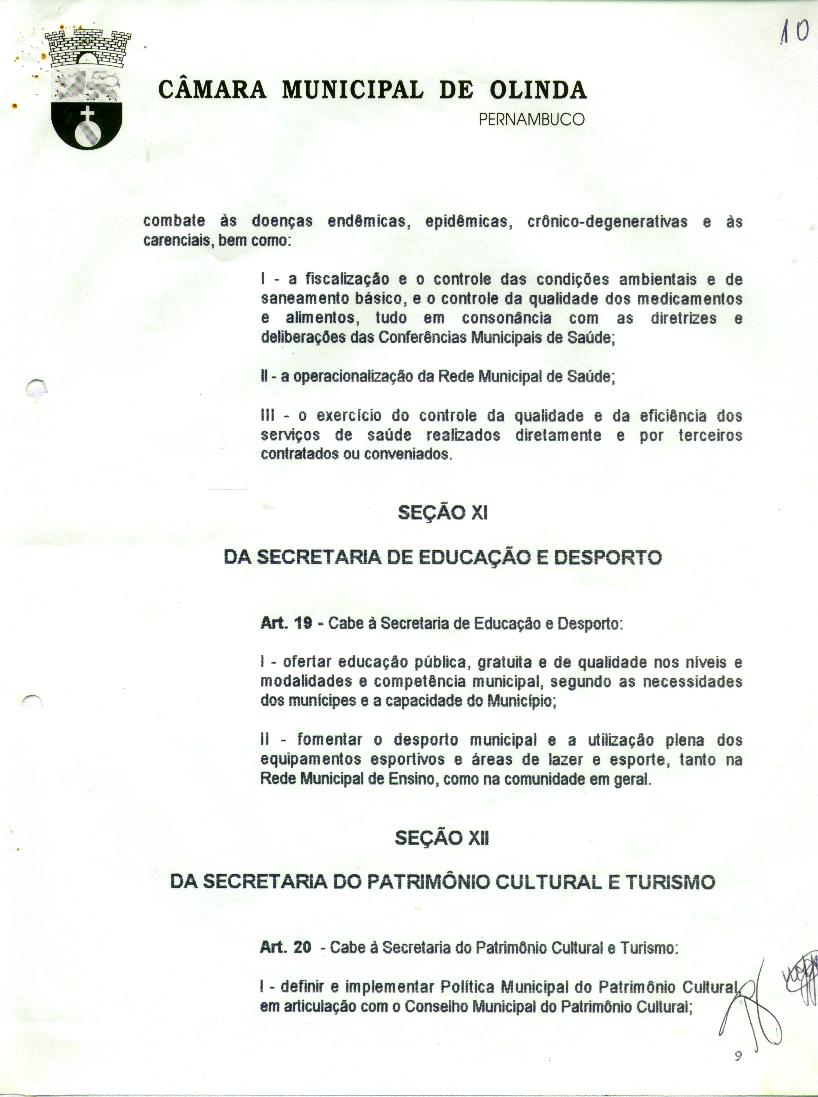 10
CÂMARA MUNICIPAL DE OLINDA
PERNAMBUCO
combate às doenças endêmicas, epidêmicas, crônico-degenerativas e às
carenciais, bem como:
I - a fiscalização e o controle das condições ambientais e de
saneamento básico, e o controle da qualidade dos medicamentos
e alimentos, tudo em consonância com as diretrizes e
deliberações das Conferências Municipais de Saúde;
II - a operacionalização da Rede Municipal de Saúde;
III - o exercício do controle da qualidade e da eficiência dos
serviços de saúde realizados diretamente e por terceiros
contratados ou conveniados.
SEÇÃO XI
DA SECRETARIA DE EDUCAÇÃO E DESPORTO
Art. 19 - Cabe à Secretaria de Educação e Desporto:
I - ofertar educação pública, gratuita e de qualidade nos níveis e
modalidades e competência municipal, segundo as necessidades
dos munícipes e a capacidade do Município;
II - fomentar o desporto municipal e a utilização plena dos
equipamentos esportivos e áreas de lazer e esporte, tanto na
Rede Municipal de Ensino, como na comunidade em geral.
SEÇÃO XII
DA SECRETARIA DO PATRIMÔNIO CULTURAL E TURISMO
Art. 20 - Cabe à Secretaria do Patrimônio Cultural e Turismo:
I - definir e implementar Política Municipal do Patrimônio Cultural,
em articulação com o Conselho Municipal do Patrimônio Cultural;
9